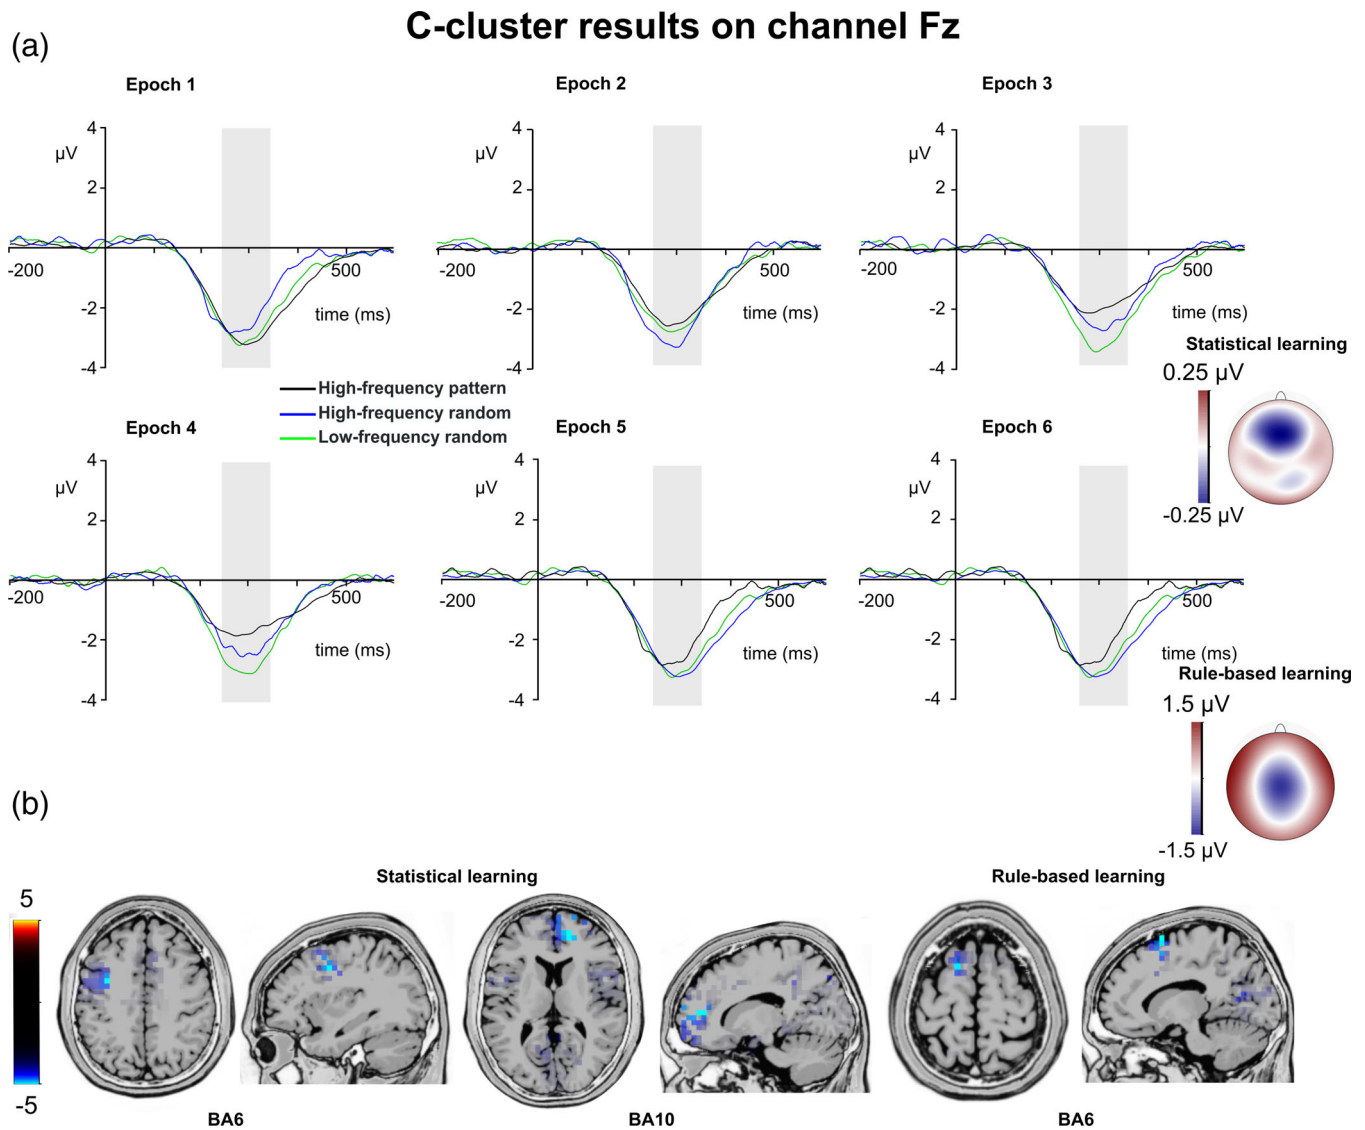 C-cluster results on channel Fz
(a)
Epoch 1
Epoch 2
Epoch 3
4
µV
2
-200
500
-2
time (ms)
-4
4
µV
2
-200
500
-2
time (ms)
-4
4
µV
2
-200
500
-2
time (ms)
-4
Statistical learning
0.25 µV
-0.25 µV
High-frequency pattern
High-frequency random
Low-frequency random
Epoch 4
Epoch 5
Epoch 6
4
µV
2
-200
500
-2
time (ms)
-4
4
µV
2
-200
500
-2
time (ms)
-4
4
µV
2
-200
500
-2
time (ms)
-4
Rule-based learning
1.5 µV
-1.5 µV
(b)
Statistical learning
Rule-based learning
5
-5
BA6
BA10
BA6